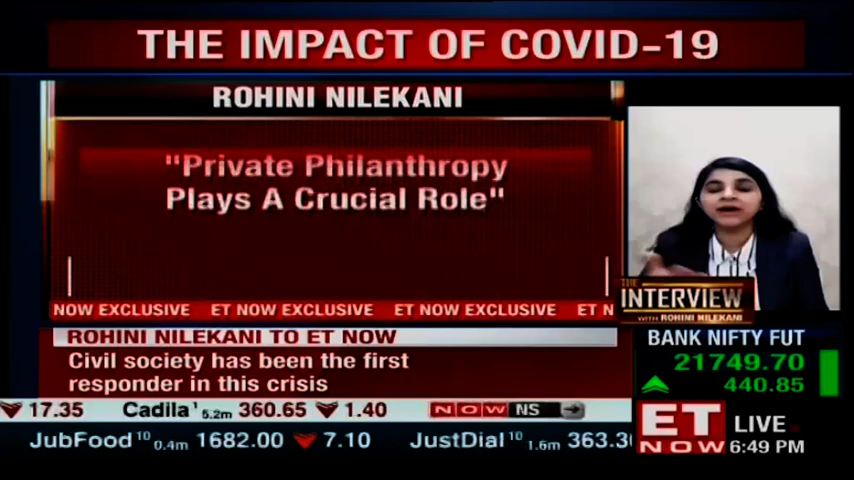 THE IMPACT OF COVID-19
ROHINI NILEKANI
"Private Philanthropy
Plays A Crucial Role"
NOW EXCLUSIVE ET NOW EXCLUSIVE ET NOW EXCLUSIVE ET N
THE
INTERVIEW
WITH ROHINI NILEKANI
ROHINI NILEKANI TO ET NOW
Civil society has been the first
responder in this crisis
BANK NIFTY FUT
21749.70
440.85
17.35 Cadila 1 5.2m 360.65 1.40 NOW NS
JubFood 10 0.4m 1682.00 7.10 JustDial 10 1.6m 363.30
ET
NOW
LIVE
6:49 PM